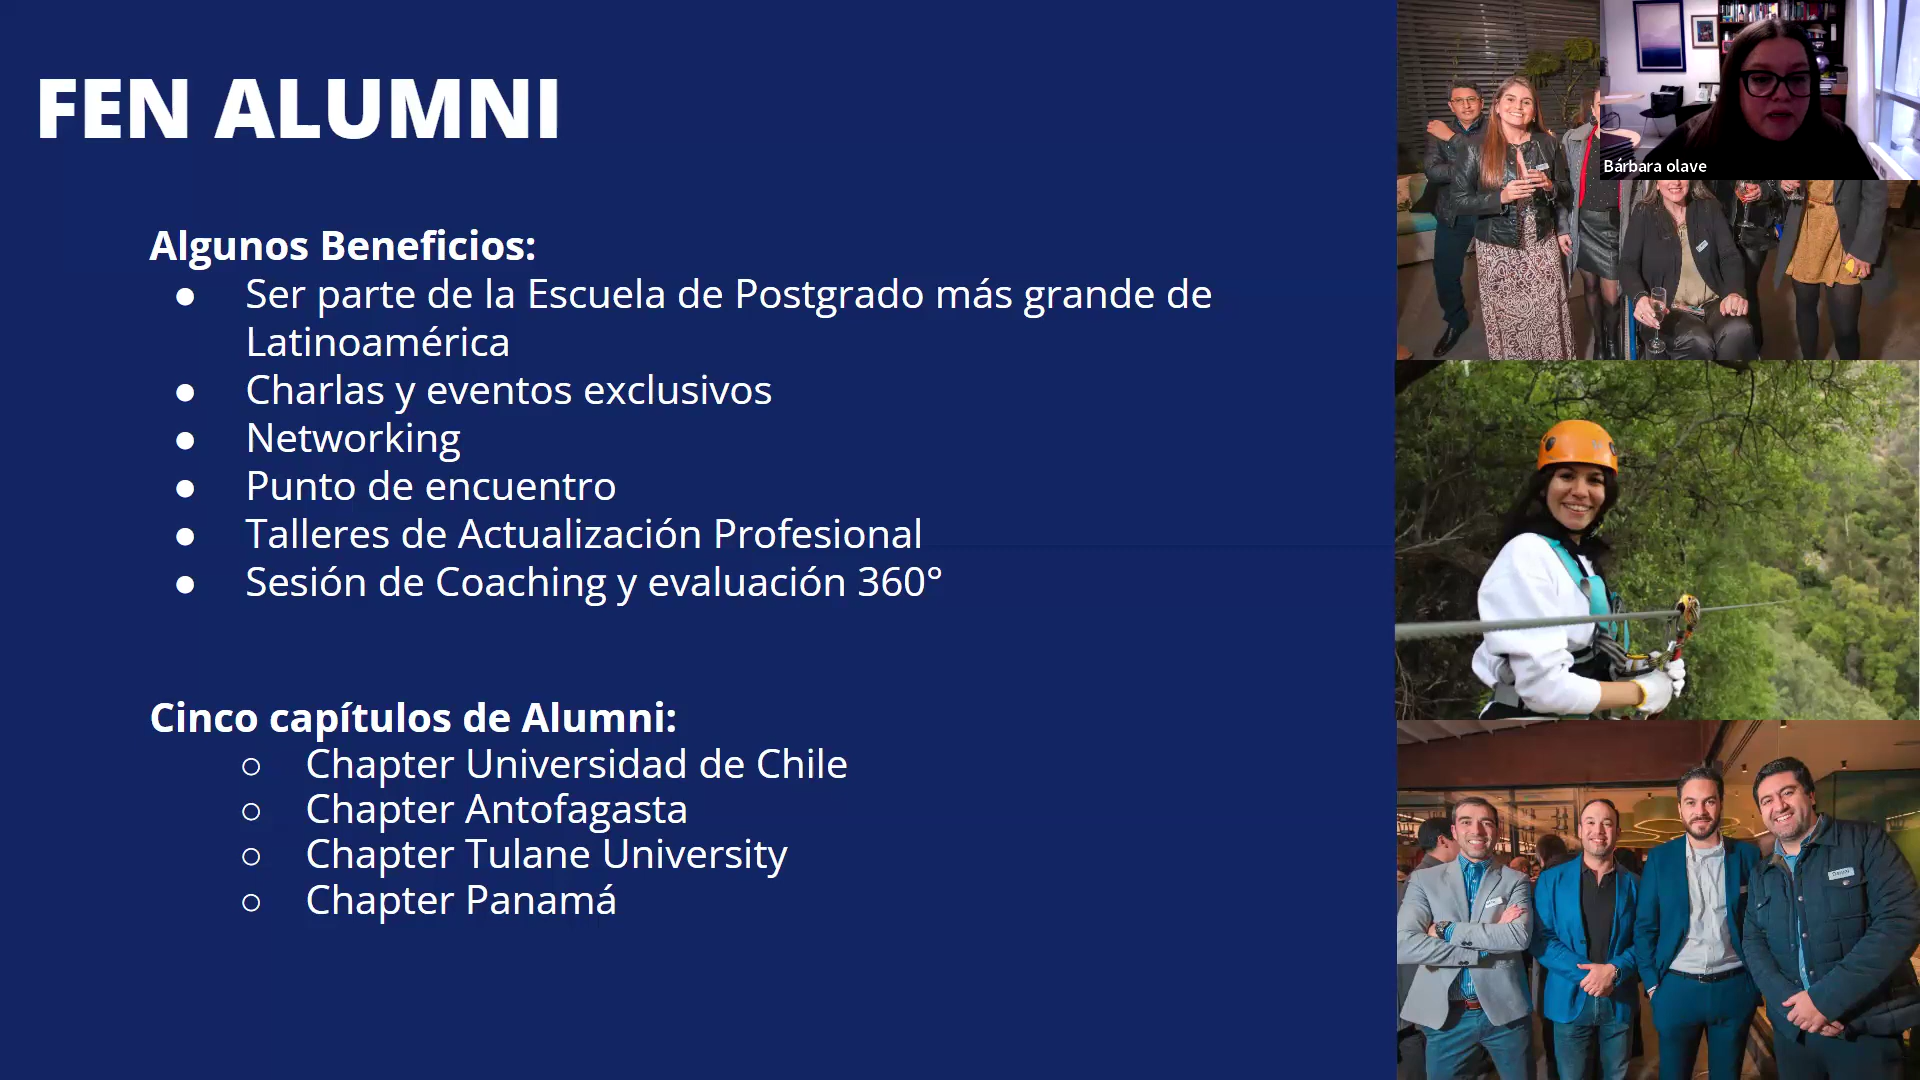 FEN ALUMNI
Algunos Beneficios:
● Ser parte de la Escuela de Postgrado más grande de
Latinoamérica
● Charlas y eventos exclusivos
● Networking
● Punto de encuentro
● Talleres de Actualización Profesional
● Sesión de Coaching y evaluación 360°
Cinco capítulos de Alumni:
○ Chapter Universidad de Chile
○ Chapter Antofagasta
○ Chapter Tulane University
○ Chapter Panamá
Bárbara olave